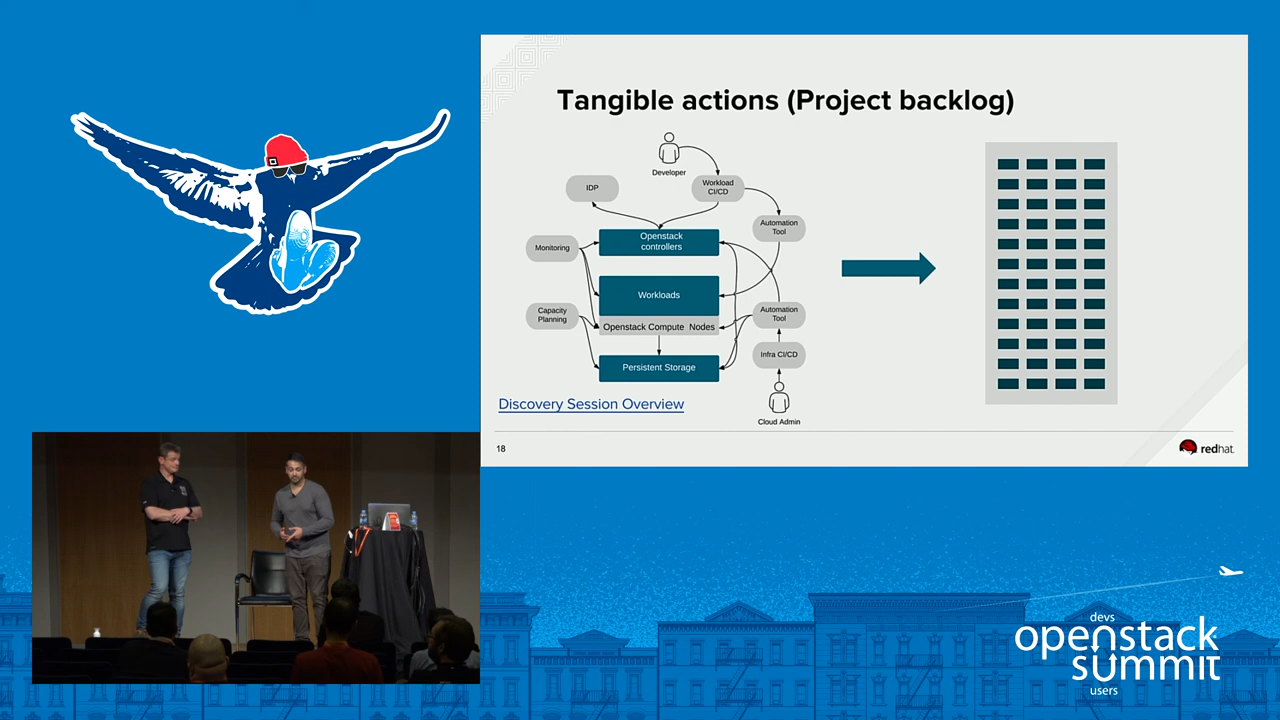 Tangible actions (Project backlog)
Developer
IDP
Workload
CI/CD
Automation
Tool
Openstack
controllers
Monitoring
Workloads
Capacity
Planning
Automation
Tool
Openstack Compute Nodes
Infra CI/CD
Persistent Storage
Discovery Session Overview
Cloud Admin
18
redhat.
devs
openstack
summit
users